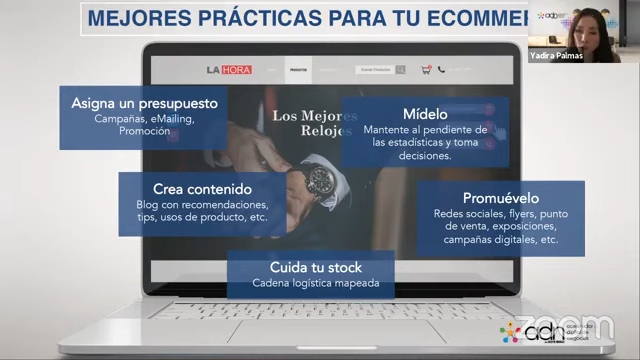 MEJORES PRÁCTICAS PARA TU ECOMMER
Yadira Palmas
LA HORA
PRODUCTOS
Asigna un presupuesto
Campañas, eMailing,
Promoción
Los Mejores
Relojes
Mídelo
Mantente al pendiente de
las estadísticas y toma
decisiones.
Crea contenido
Blog con recomendaciones,
tips, usos de producto, etc.
Promuévelo
Redes sociales, flyers, punto
de venta, exposiciones,
campañas digitales, etc.
Cuida tu stock
Cadena logística mapeada
zoom
adn